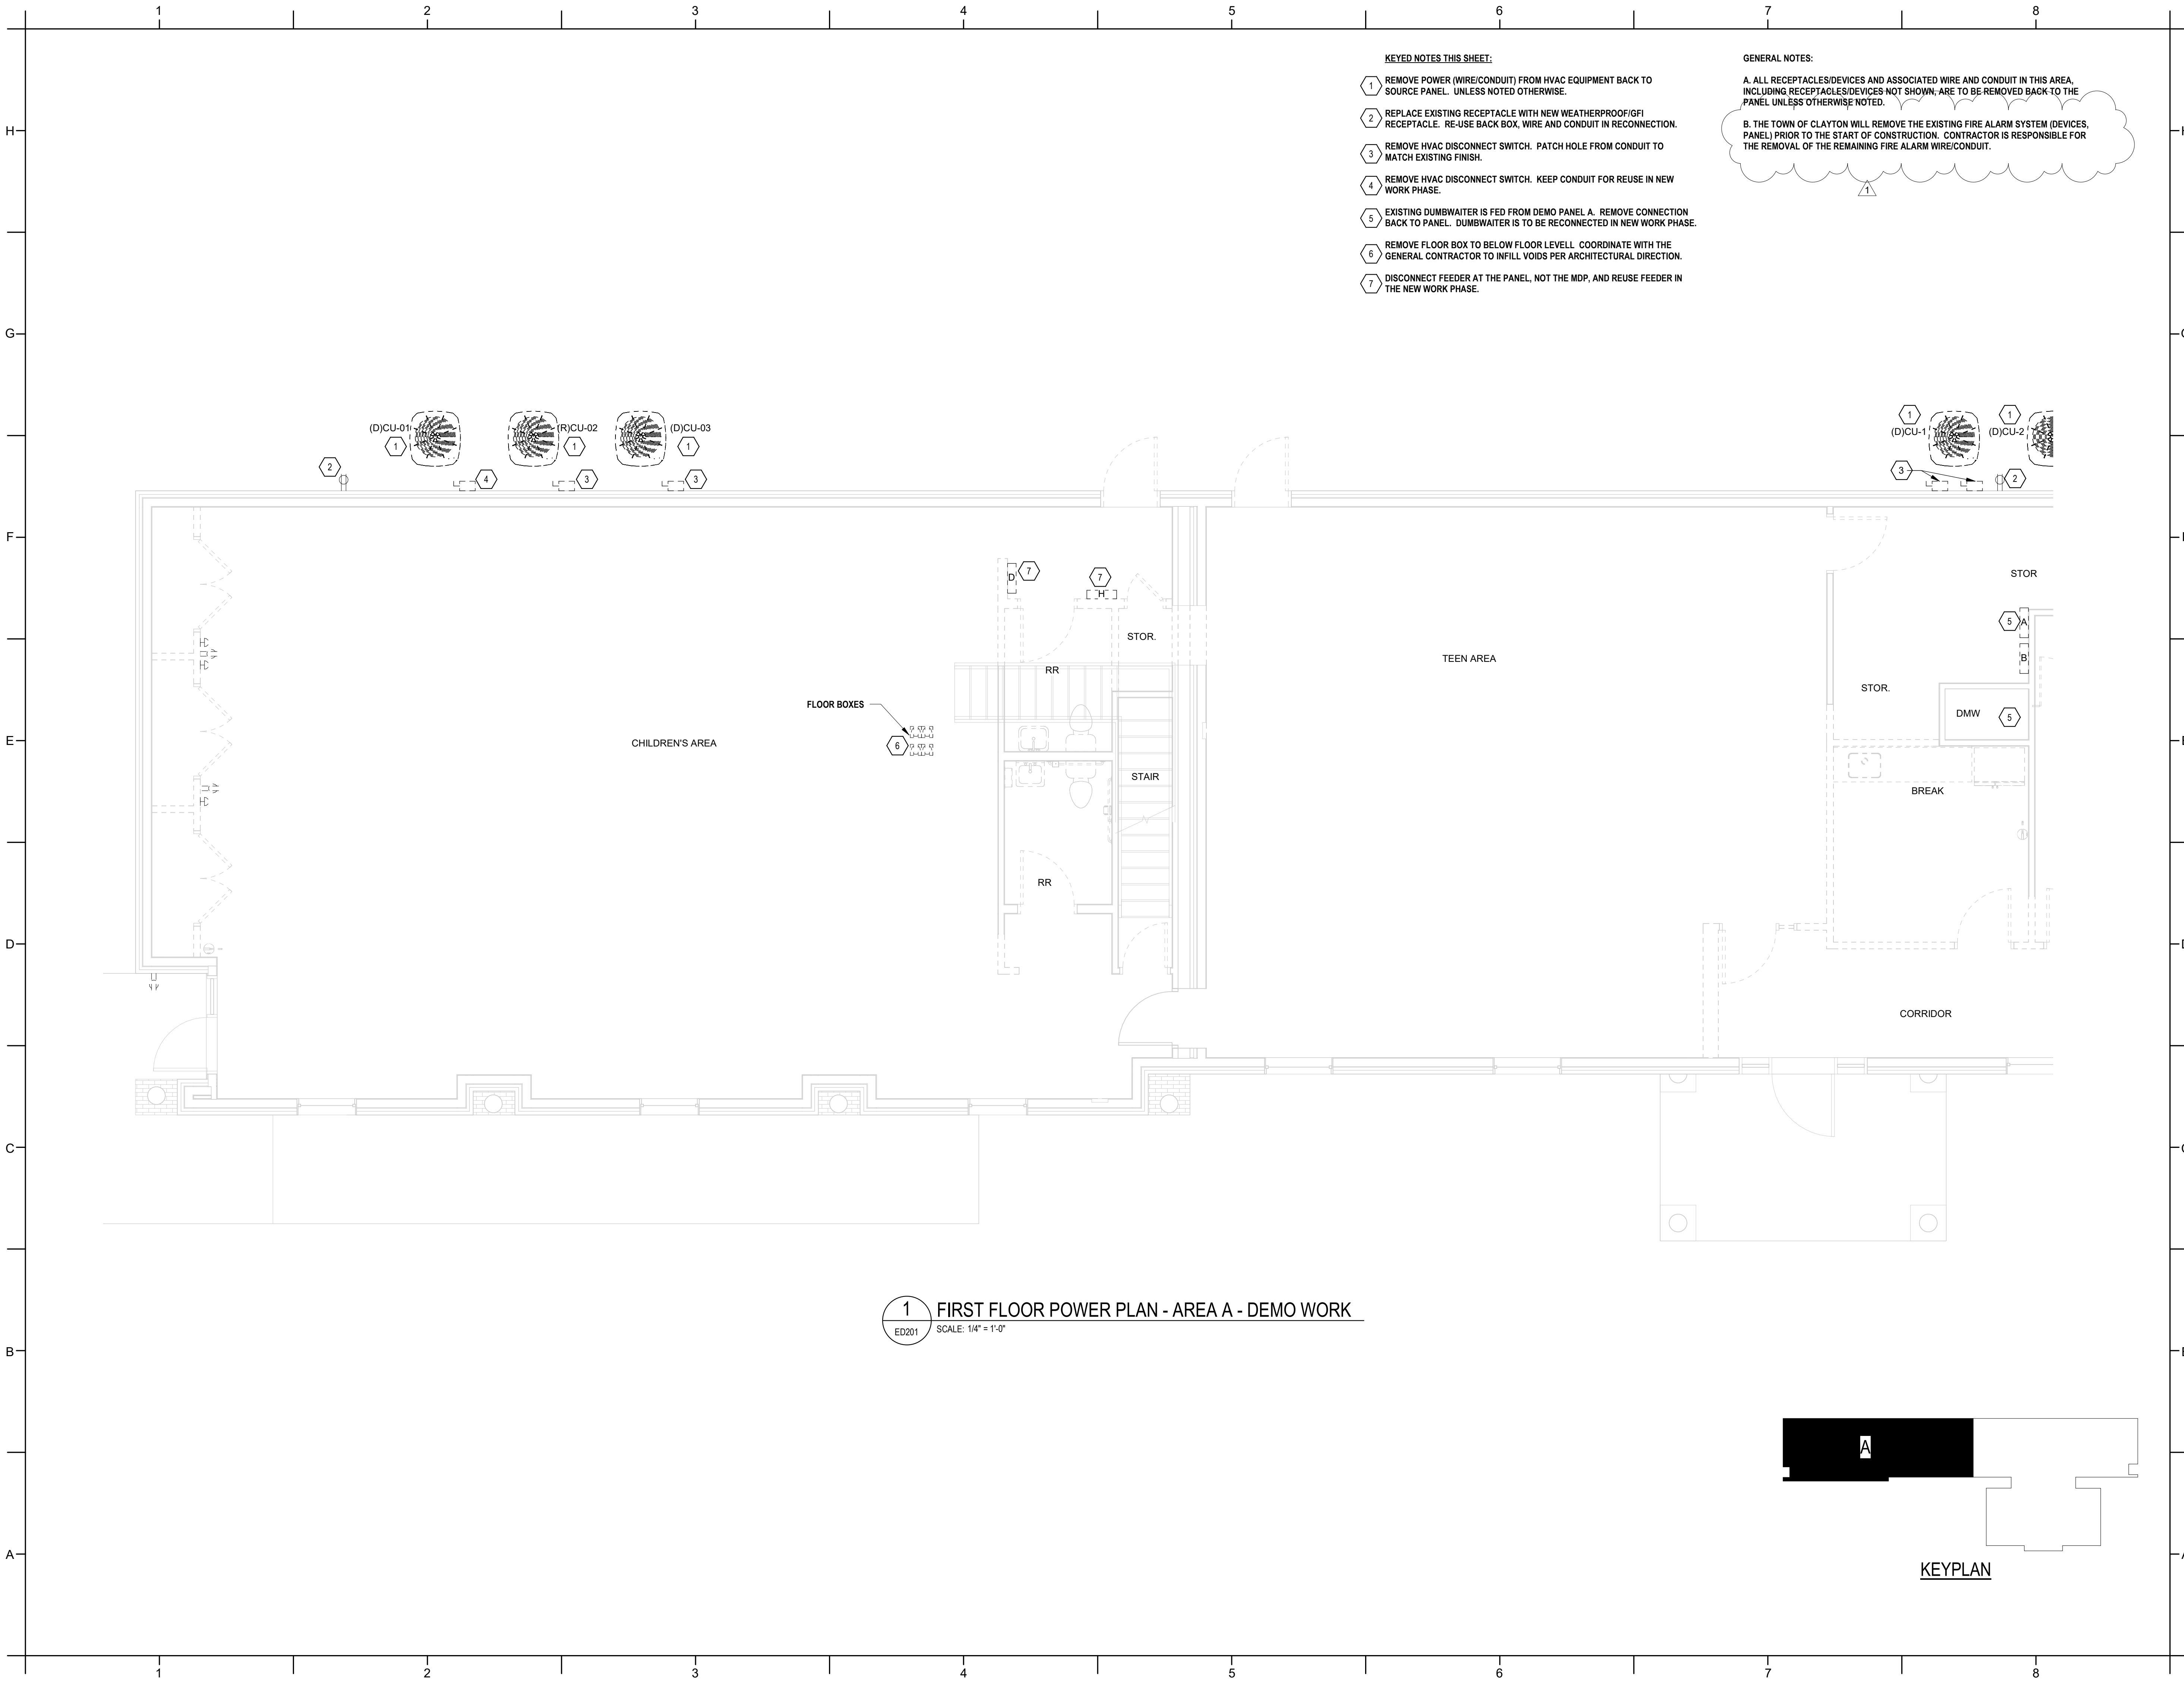 1 2 3 4 5 6 7 8
H
G
F
E
D
C
B
A
KEYED NOTES THIS SHEET:
1 REMOVE POWER (WIRE/CONDUIT) FROM HVAC EQUIPMENT BACK TO
SOURCE PANEL. UNLESS NOTED OTHERWISE.
2 REPLACE EXISTING RECEPTACLE WITH NEW WEATHERPROOF/GFI
RECEPTACLE. RE-USE BACK BOX, WIRE AND CONDUIT IN RECONNECTION.
3 REMOVE HVAC DISCONNECT SWITCH. PATCH HOLE FROM CONDUIT TO
MATCH EXISTING FINISH.
4 REMOVE HVAC DISCONNECT SWITCH. KEEP CONDUIT FOR REUSE IN NEW
WORK PHASE.
5 EXISTING DUMBWAITER IS FED FROM DEMO PANEL A. REMOVE CONNECTION
BACK TO PANEL. DUMBWAITER IS TO BE RECONNECTED IN NEW WORK PHASE.
6 REMOVE FLOOR BOX TO BELOW FLOOR LEVELL COORDINATE WITH THE
GENERAL CONTRACTOR TO INFILL VOIDS PER ARCHITECTURAL DIRECTION.
7 DISCONNECT FEEDER AT THE PANEL, NOT THE MDP, AND REUSE FEEDER IN
THE NEW WORK PHASE.
GENERAL NOTES:
A. ALL RECEPTACLES/DEVICES AND ASSOCIATED WIRE AND CONDUIT IN THIS AREA,
INCLUDING RECEPTACLES/DEVICES NOT SHOWN, ARE TO BE REMOVED BACK TO THE
PANEL UNLESS OTHERWISE NOTED.
B. THE TOWN OF CLAYTON WILL REMOVE THE EXISTING FIRE ALARM SYSTEM (DEVICES,
PANEL) PRIOR TO THE START OF CONSTRUCTION. CONTRACTOR IS RESPONSIBLE FOR
THE REMOVAL OF THE REMAINING FIRE ALARM WIRE/CONDUIT.
1
(D)CU-01 (R)CU-02 (D)CU-03
1 1 1
2 4 3 3
1 1
(D)CU-1 (D)CU-2
3 2
D 7 7
H
STOR
STOR.
5 A
RR TEEN AREA B
STOR.
FLOOR BOXES
DMW 5
CHILDREN'S AREA 6
STAIR
BREAK
RR
CORRIDOR
1 FIRST FLOOR POWER PLAN - AREA A - DEMO WORK
ED201 SCALE: 1/4" = 1'-0"
A
KEYPLAN
1 2 3 4 5 6 7 8